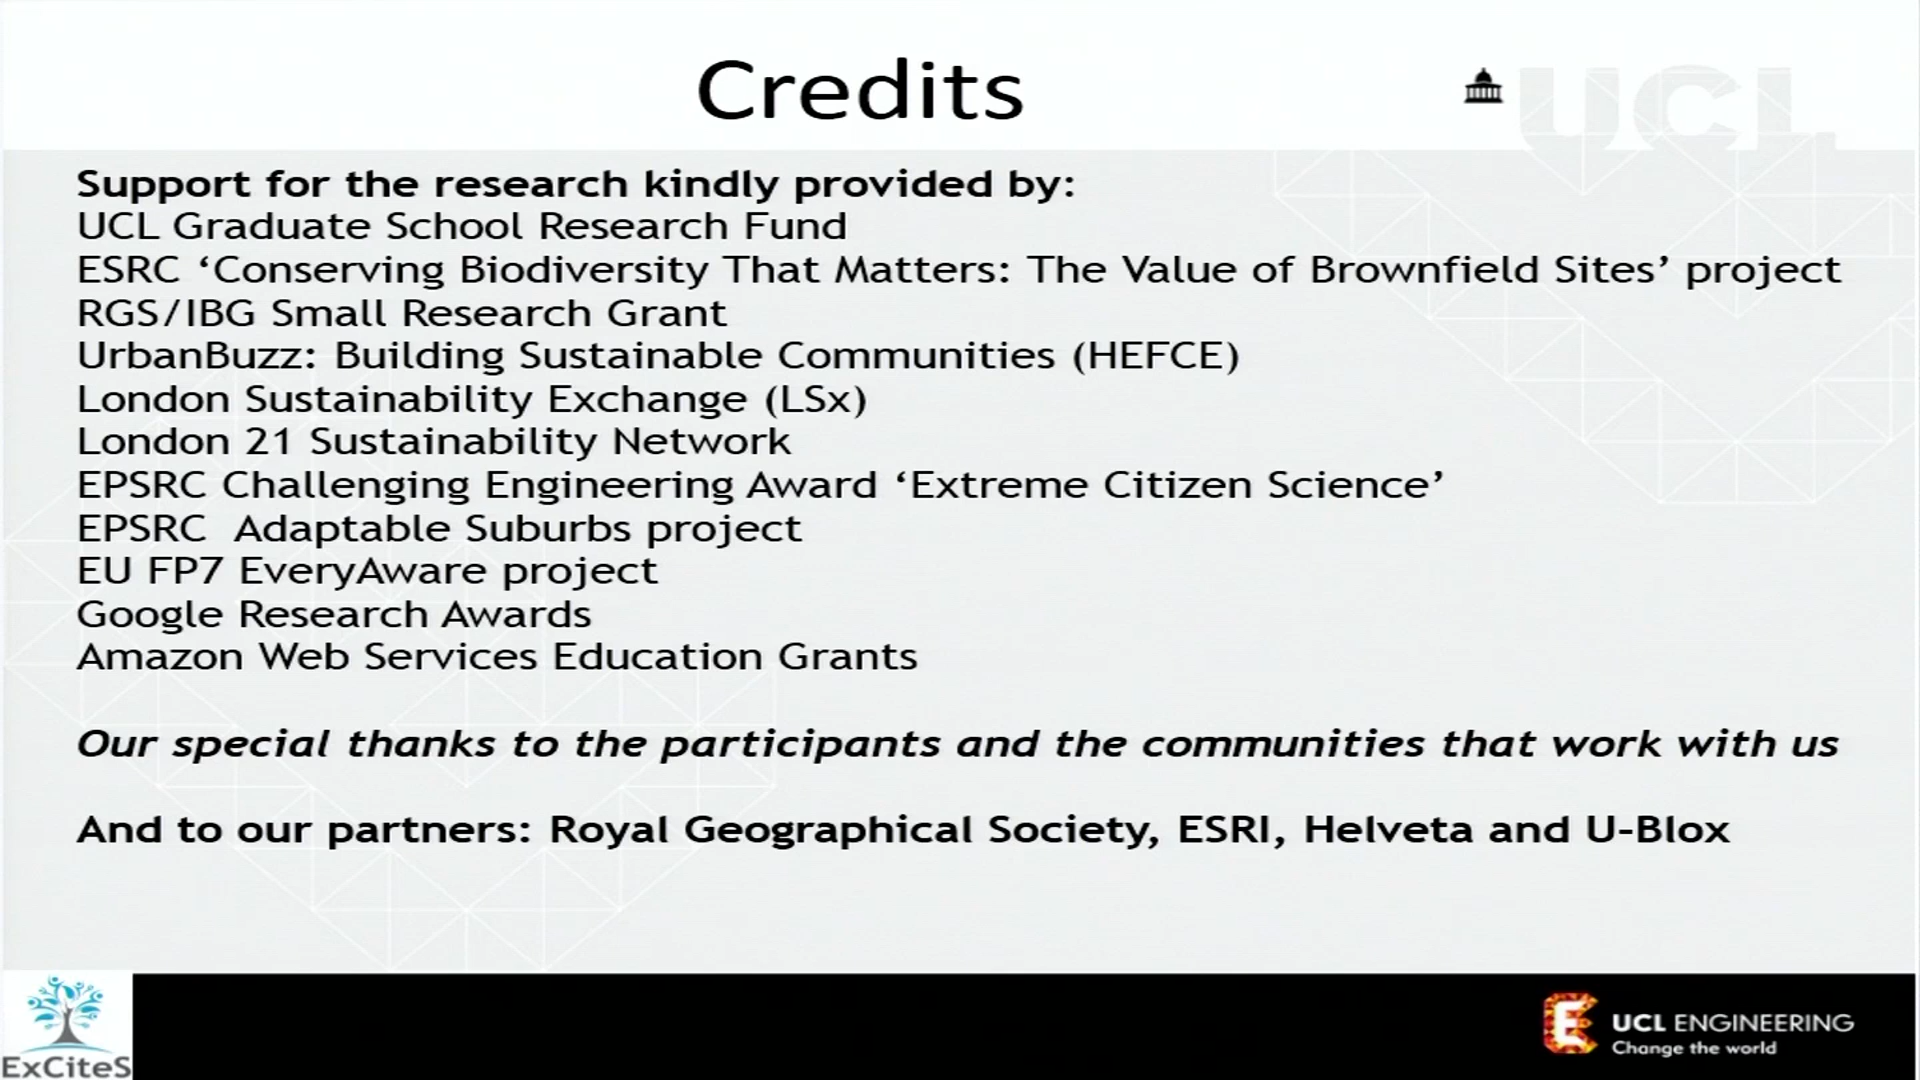 Credits
UCL
Support for the research kindly provided by:
UCL Graduate School Research Fund
ESRC ‘Conserving Biodiversity That Matters: The Value of Brownfield Sites’ project
RGS/IBG Small Research Grant
UrbanBuzz: Building Sustainable Communities (HEFCE)
London Sustainability Exchange (LSx)
London 21 Sustainability Network
EPSRC Challenging Engineering Award ‘Extreme Citizen Science’
EPSRC  Adaptable Suburbs project
EU FP7 EveryAware project
Google Research Awards
Amazon Web Services Education Grants
Our special thanks to the participants and the communities that work with us
And to our partners: Royal Geographical Society, ESRI, Helveta and U-Blox
ExCiteS
E UCL ENGINEERING
Change the world